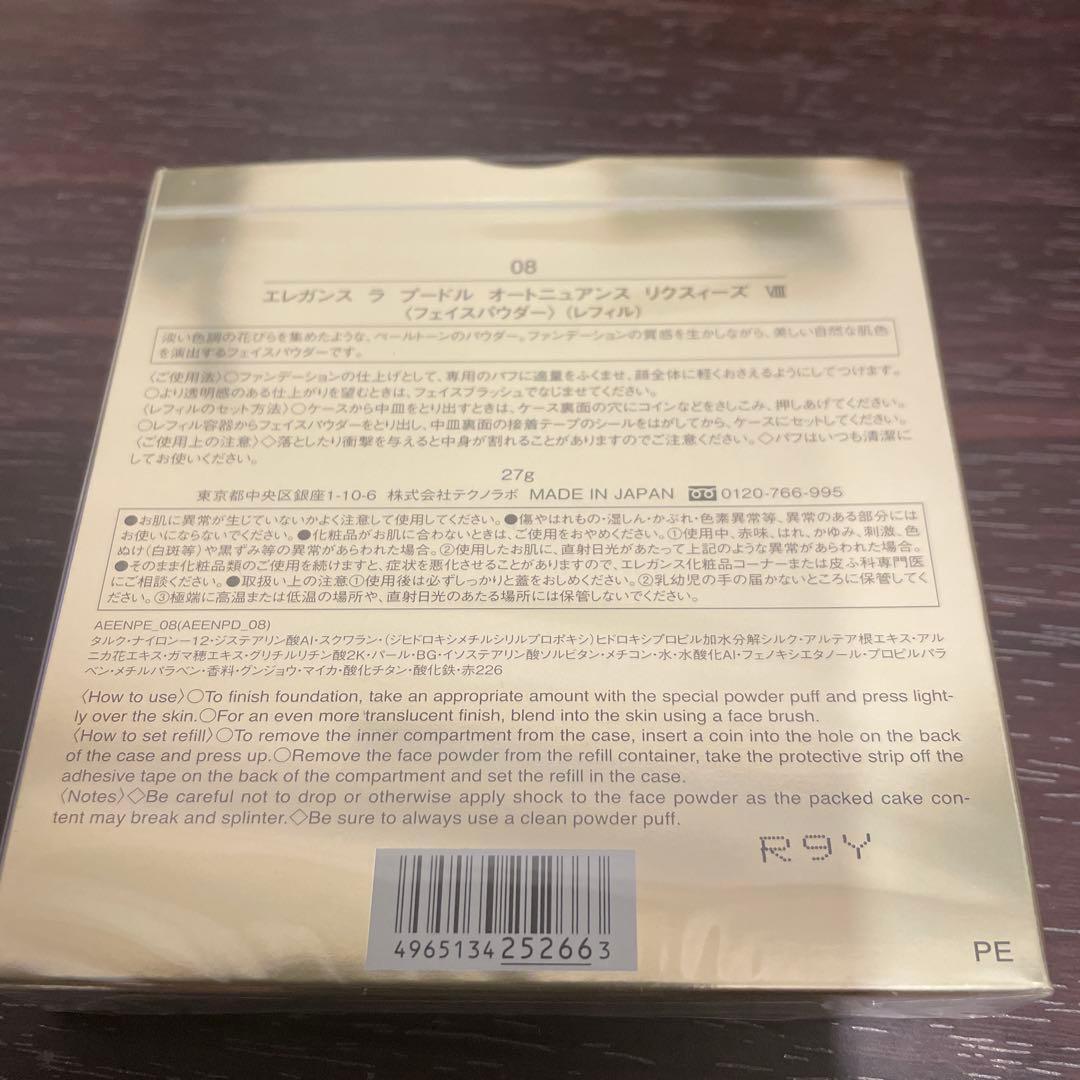 08
エレガンス ラ プードル オートニュアンス リクスィーズ Ⅷ
〈フェイスパウダー〉(レフィル)
淡い色調の花びらを集めたような、ペールトーンのパウダー。ファンデーションの質感を生かしながら、美しい自然な肌色
を演出するフェイスパウダーです。
〈ご使用法〉○ファンデーションの仕上げとして、専用のパフに適量をふくませ、顔全体に軽くおさえるようにしてつけます。
○より透明感のある仕上がりを望むときは、フェイスブラッシュでなじませてください。
〈レフィルのセット方法〉○ケースから中皿をとり出すときは、ケース裏面の穴にコインなどをさしこみ、押しあげてください。
○レフィル容器からフェイスパウダーをとり出し、中皿裏面の接着テープのシールをはがしてから、ケースにセットしてください。
〈ご使用上の注意〉◇落としたり衝撃を与えると中身が割れることがありますのでご注意ください。◇パフはいつも清潔に
してお使いください。
27g
東京都中央区銀座1-10-6 株式会社テクノラボ MADE IN JAPAN 0120-766-995
●お肌に異常が生じていないかよく注意して使用してください。●傷やはれもの・湿しん・かぶれ・色素異常等、異常のある部分には
お使いにならないでください。●化粧品がお肌に合わないときは、ご使用をおやめください。①使用中、赤味、はれ、かゆみ、刺激、色
ぬけ(白斑等)や黒ずみ等の異常があらわれた場合。②使用したお肌に、直射日光があたって上記のような異常があらわれた場合。
●そのまま化粧品類のご使用を続けますと、症状を悪化させることがありますので、エレガンス化粧品コーナーまたは皮ふ科専門医
にご相談ください。●取扱い上の注意①使用後は必ずしっかりと蓋をおしめください。②乳幼児の手の届かないところに保管してく
ださい。③極端に高温または低温の場所や、直射日光のあたる場所には保管しないでください。
AEENPE_08(AEENPD_08)
タルク・ナイロン-12・ジステアリン酸Al・スクワラン・(ジヒドロキシメチルシリルプロポキシ)ヒドロキシプロピル加水分解シルク・アルテア根エキス・アル
ニカ花エキス・ガマ穂エキス・グリチルリチン酸2K・パール・BG・イソステアリン酸ソルビタン・メチコン・水・水酸化Al・フェノキシエタノール・プロピルパラ
ベン・メチルパラベン・香料・グンジョウ・マイカ・酸化チタン・酸化鉄・赤226
〈How to use〉○To finish foundation, take an appropriate amount with the special powder puff and press light-
ly over the skin.○For an even more translucent finish, blend into the skin using a face brush.
〈How to set refill〉○To remove the inner compartment from the case, insert a coin into the hole on the back
of the case and press up.○Remove the face powder from the refill container, take the protective strip off the
adhesive tape on the back of the compartment and set the refill in the case.
〈Notes〉◇Be careful not to drop or otherwise apply shock to the face powder as the packed cake con-
tent may break and splinter.◇Be sure to always use a clean powder puff.
R9Y
4965134252663
PE